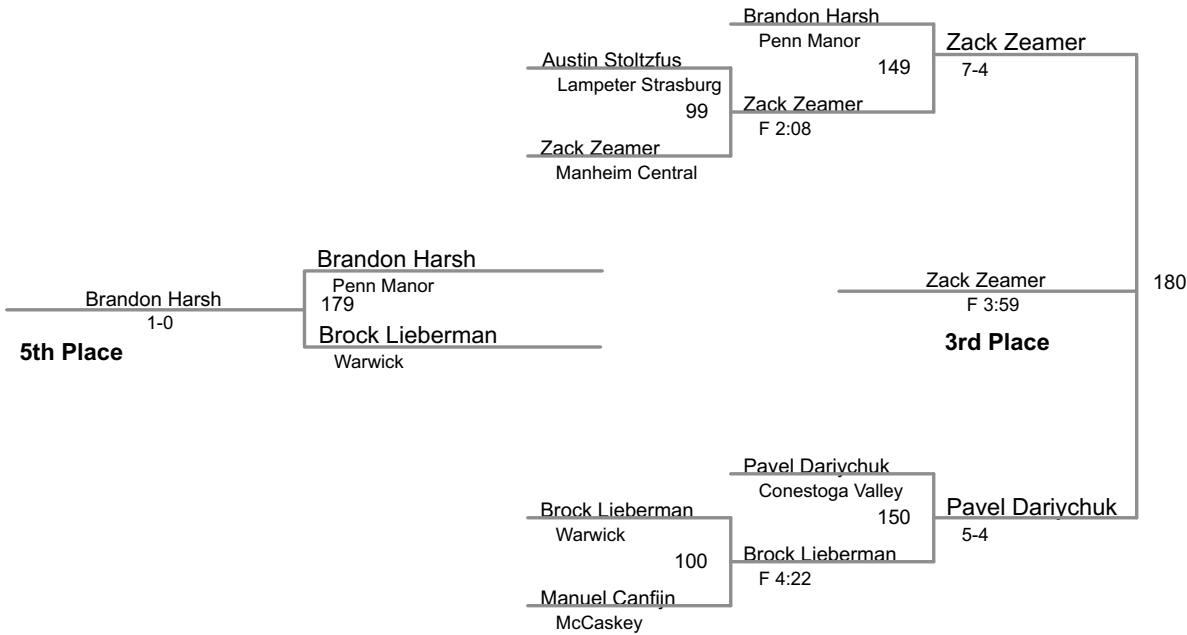 Brandon Harsh
Penn Manor
149
Zack Zeamer
7-4
Austin Stoltzfus
Lampeter Strasburg
99
Zack Zeamer
F 2:08
Zack Zeamer
Manheim Central
Brandon Harsh
Penn Manor
179
Brandon Harsh
1-0
5th Place
Brock Lieberman
Warwick
Zack Zeamer
F 3:59
3rd Place
180
Pavel Dariychuk
Conestoga Valley
150
Pavel Dariychuk
5-4
Brock Lieberman
Warwick
100
Brock Lieberman
F 4:22
Manuel Canfijn
McCaskey